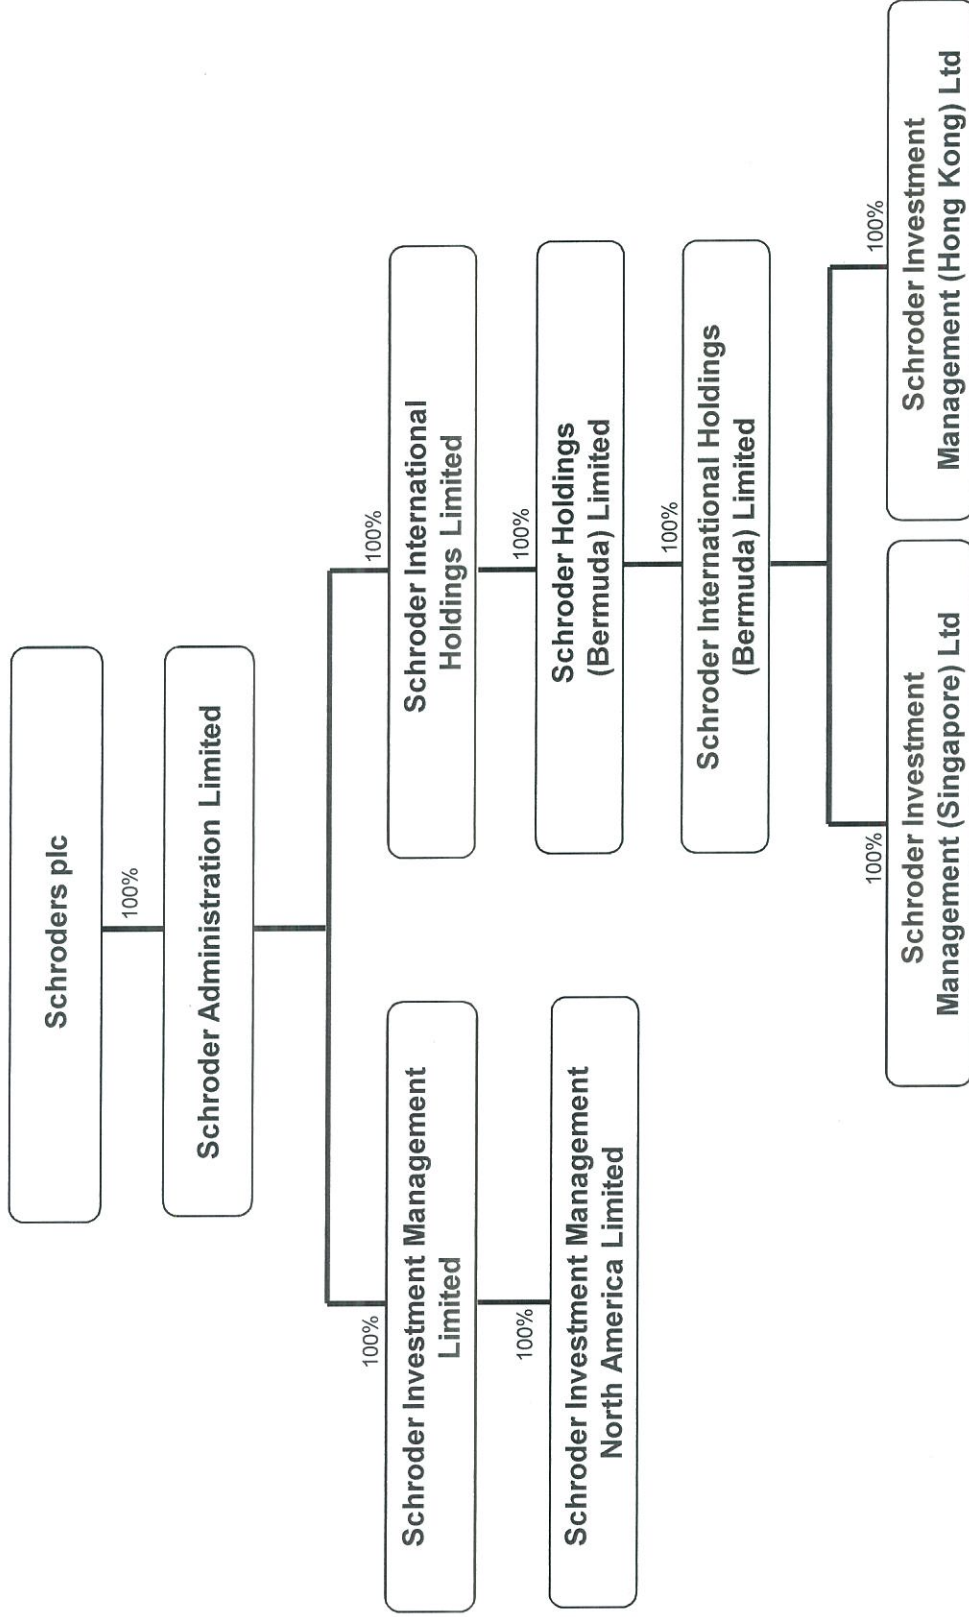 Schroders plc
100%
Schroder Administration Limited
100%
Schroder Investment Management
Limited
100%
Schroder Investment Management
North America Limited
100%
Schroder International
Holdings Limited
100%
Schroder Holdings
(Bermuda) Limited
100%
Schroder International Holdings
(Bermuda) Limited
100%
Schroder Investment
Management (Singapore) Ltd
100%
Schroder Investment
Management (Hong Kong) Ltd